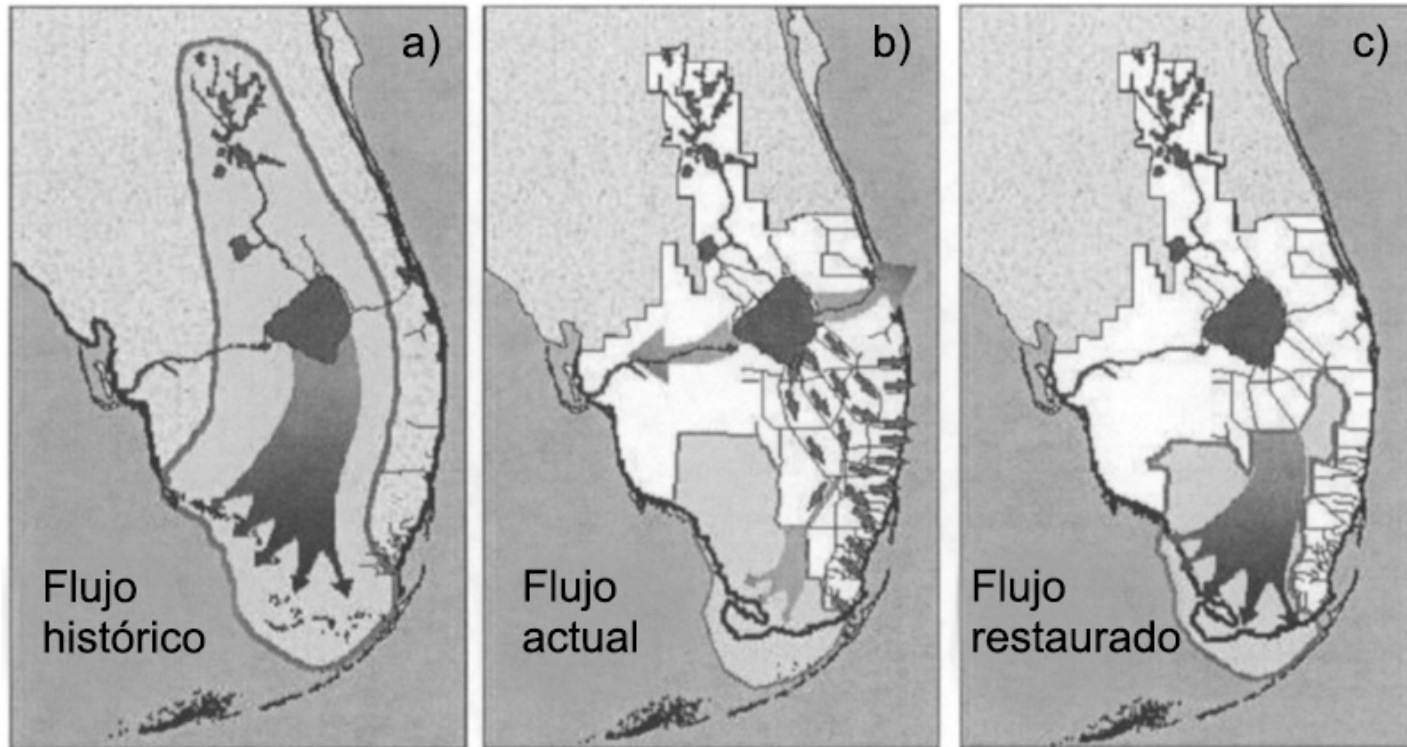 a)
Flujo
histórico
b)
Flujo
actual
c)
Flujo
restaurado